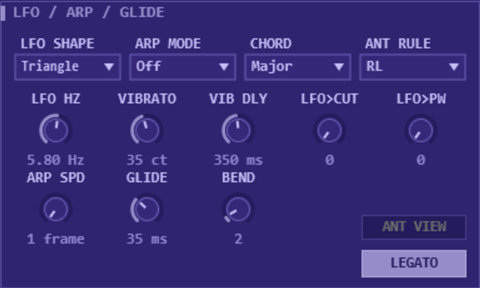 LFO / ARP / GLIDE
LFO SHAPE ARP MODE CHORD ANT RULE
Triangle Off Major RL
LFO HZ VIBRATO VIB DLY LFO>CUT LFO>PW
5.80 Hz 35 ct 350 ms 0 0
ARP SPD GLIDE BEND
1 frame 35 ms 2
ANT VIEW
LEGATO